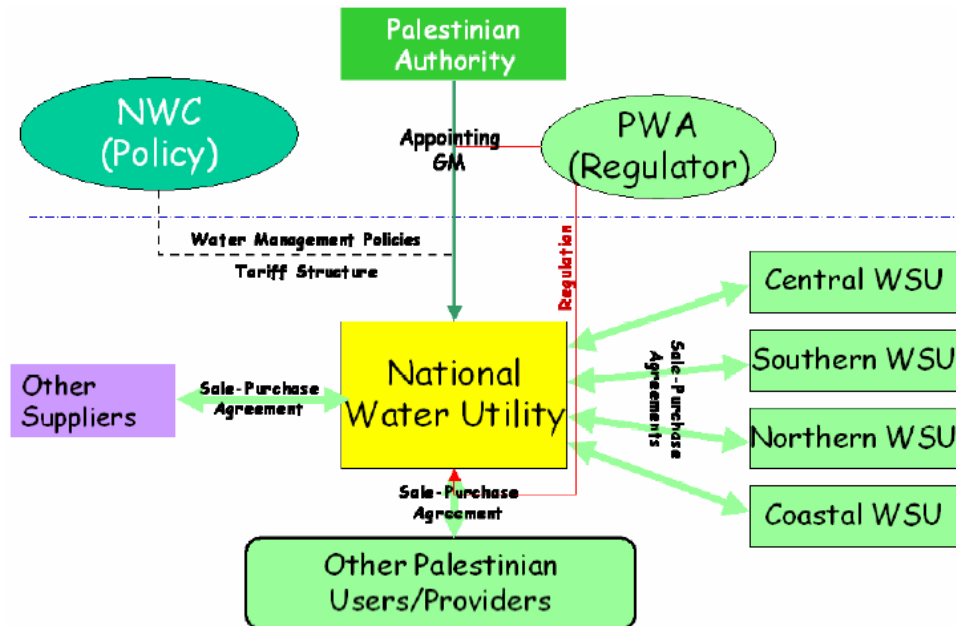 Palestinian
Authority
NWC
(Policy)
Appointing
GM
PWA
(Regulator)
Water Management Policies
Tariff Structure
Regulation
Central WSU
Southern WSU
Northern WSU
Coastal WSU
Sale-Purchase
Agreements
National
Water Utility
Other
Suppliers
Sale-Purchase
Agreement
Sale-Purchase
Agreement
Other Palestinian
Users/Providers